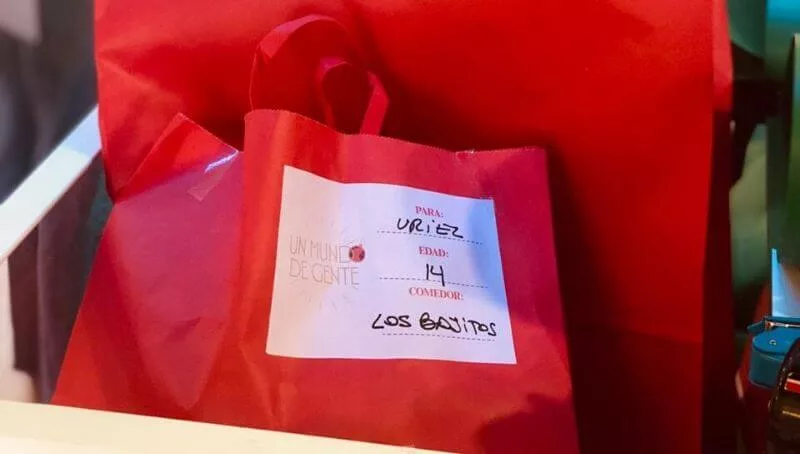 UN MUNDO
DE GENTE
PARA:
URIEL
EDAD:
14
COMEDOR:
LOS BAJITOS